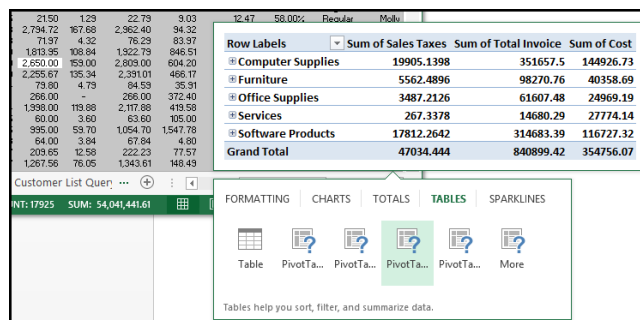 21.50 1.29 22.79 9.03 12.47 58.00% Regular Molly
2,794.72 167.68 2,962.40 94.32
71.97 4.32 76.29 83.97
1,813.95 108.84 1,922.79 846.51
2,650.00 159.00 2,809.00 604.20
2,255.67 135.34 2,391.01 466.17
79.80 4.79 84.59 35.91
266.00 - 266.00 372.40
1,998.00 119.88 2,117.88 419.58
60.00 3.60 63.60 105.00
995.00 59.70 1,054.70 1,547.78
64.00 3.84 67.84 4.80
209.65 12.58 222.23 77.57
1,267.56 76.05 1,343.61 148.49
Customer List Query ...
NT: 17925 SUM: 54,041,441.61
Row Labels Sum of Sales Taxes Sum of Total Invoice Sum of Cost
Computer Supplies 19905.1398 351657.5 144926.73
Furniture 5562.4896 98270.76 40358.69
Office Supplies 3487.2126 61607.48 24969.19
Services 267.3378 14680.29 27774.14
Software Products 17812.2642 314683.39 116727.32
Grand Total 47034.444 840899.42 354756.07
FORMATTING CHARTS TOTALS TABLES SPARKLINES
Table PivotTa... PivotTa... PivotTa... PivotTa... More
Tables help you sort, filter, and summarize data.